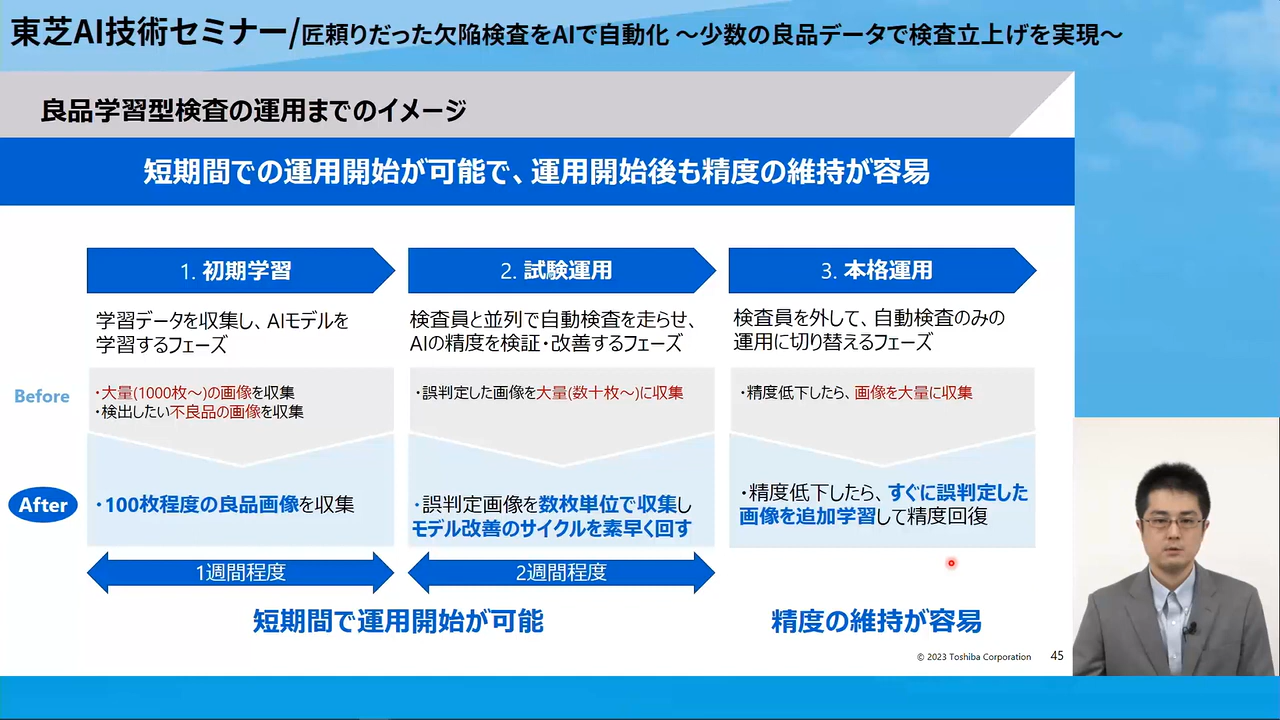 東芝AI技術セミナー/匠頼りだった欠陥検査をAIで自動化 ～少数の良品データで検査立上げを実現～
良品学習型検査の運用までのイメージ
短期間での運用開始が可能で、運用開始後も精度の維持が容易
1. 初期学習
2. 試験運用
3. 本格運用
学習データを収集し、AIモデルを
学習するフェーズ
検査員と並列で自動検査を走らせ、
AIの精度を検証・改善するフェーズ
検査員を外して、自動検査のみの
運用に切り替えるフェーズ
Before
・大量(1000枚～)の画像を収集
・検出したい不良品の画像を収集
・誤判定した画像を大量(数十枚～)に収集
・精度低下したら、画像を大量に収集
After
・100枚程度の良品画像を収集
・誤判定画像を数枚単位で収集し
モデル改善のサイクルを素早く回す
・精度低下したら、すぐに誤判定した
画像を追加学習して精度回復
1週間程度
2週間程度
短期間で運用開始が可能
精度の維持が容易
© 2023 Toshiba Corporation
45